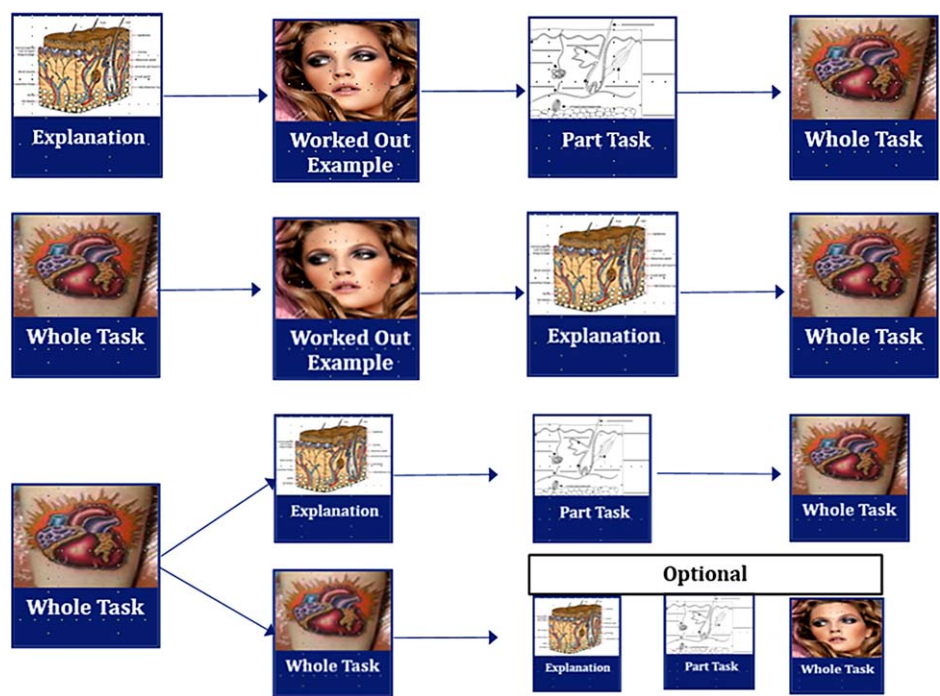 Explanation
Worked Out
Example
Part Task
Whole Task
Whole Task
Worked Out
Example
Explanation
Whole Task
Explanation
Part Task
Whole Task
Whole Task
Optional
Whole Task
Explanation
Part Task
Whole Task